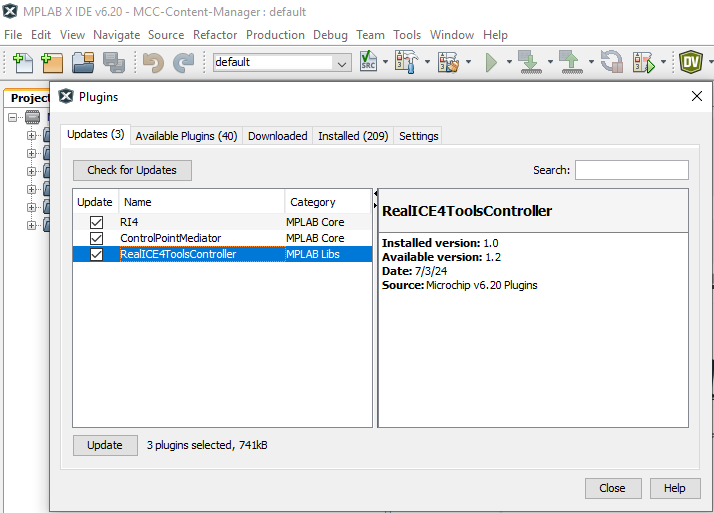 MPLAB X IDE v6.20 - MCC-Content-Manager : default
File Edit View Navigate Source Refactor Production Debug Team Tools Window Help
default
SRC
DV
Project
Plugins
Updates (3) Available Plugins (40) Downloaded Installed (209) Settings
Check for Updates
Search:
Update Name Category
RI4 MPLAB Core
ControlPointMediator MPLAB Core
RealICE4ToolsController MPLAB Libs
RealICE4ToolsController
Installed version: 1.0
Available version: 1.2
Date: 7/3/24
Source: Microchip v6.20 Plugins
Update 3 plugins selected, 741kB
Close Help